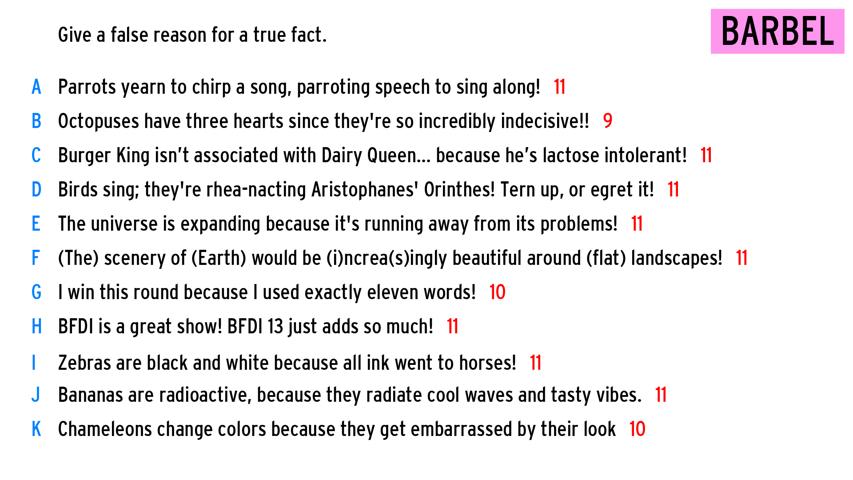 Give a false reason for a true fact.
BARBEL
A Parrots yearn to chirp a song, parroting speech to sing along! 11
B Octopuses have three hearts since they're so incredibly indecisive!! 9
C Burger King isn’t associated with Dairy Queen... because he’s lactose intolerant! 11
D Birds sing; they're rhea-nacting Aristophanes' Orinthes! Tern up, or egret it! 11
E The universe is expanding because it's running away from its problems! 11
F (The) scenery of (Earth) would be (i)ncrea(s)ingly beautiful around (flat) landscapes! 11
G I win this round because I used exactly eleven words! 10
H BFDI is a great show! BFDI 13 just adds so much! 11
I Zebras are black and white because all ink went to horses! 11
J Bananas are radioactive, because they radiate cool waves and tasty vibes. 11
K Chameleons change colors because they get embarrassed by their look 10